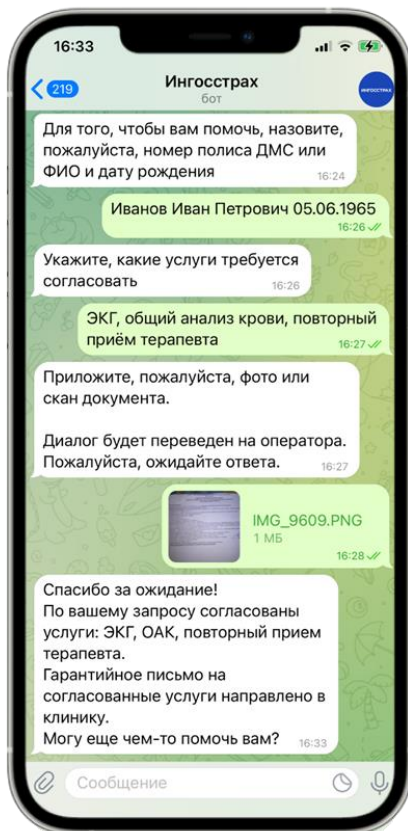 16:33
219
Ингосстрах
бот
ИНГОССТРАХ
Для того, чтобы вам помочь, назовите,
пожалуйста, номер полиса ДМС или
ФИО и дату рождения
16:24
Иванов Иван Петрович 05.06.1965
16:26
Укажите, какие услуги требуется
согласовать
16:26
ЭКГ, общий анализ крови, повторный
приём терапевта
16:27
Приложите, пожалуйста, фото или
скан документа.
Диалог будет переведен на оператора.
Пожалуйста, ожидайте ответа.
16:27
IMG_9609.PNG
1 МБ
16:28
Спасибо за ожидание!
По вашему запросу согласованы
услуги: ЭКГ, ОАК, повторный прием
терапевта.
Гарантийное письмо на
согласованные услуги направлено в
клинику.
Могу еще чем-то помочь вам?
16:33
Сообщение